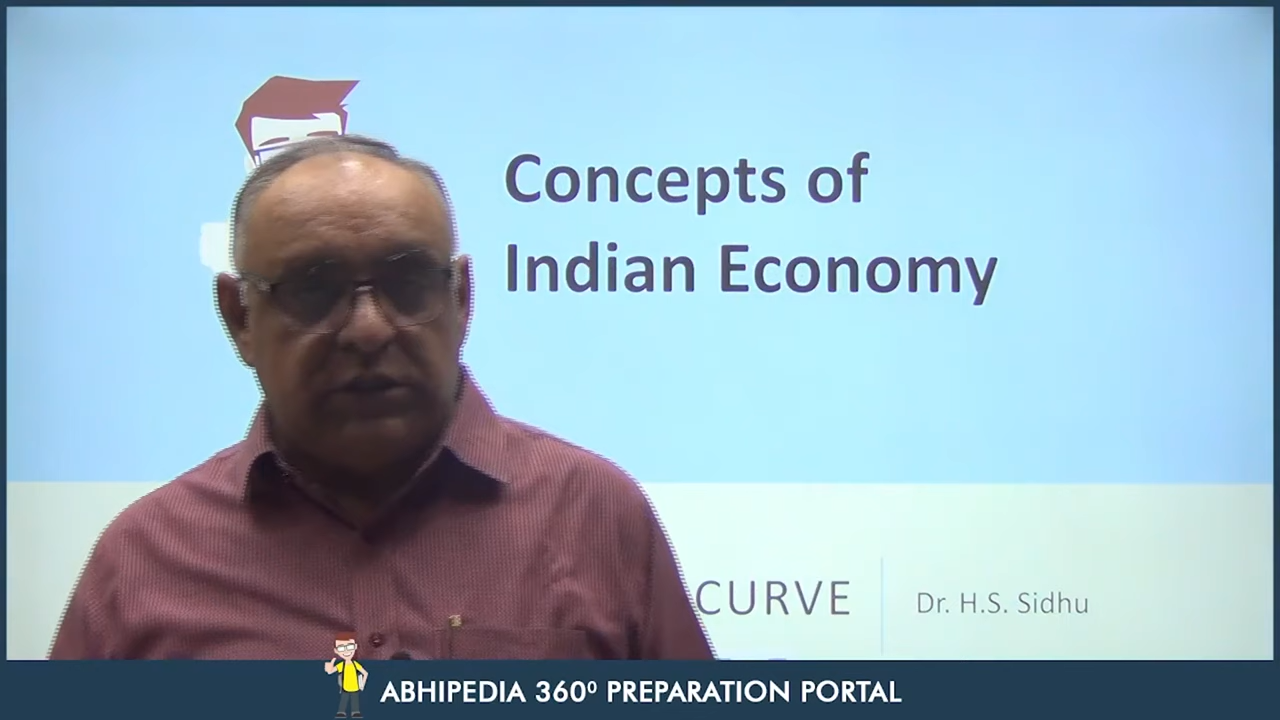 Concepts of
Indian Economy
CURVE
Dr. H.S. Sidhu
ABHIPEDIA 360⁰ PREPARATION PORTAL